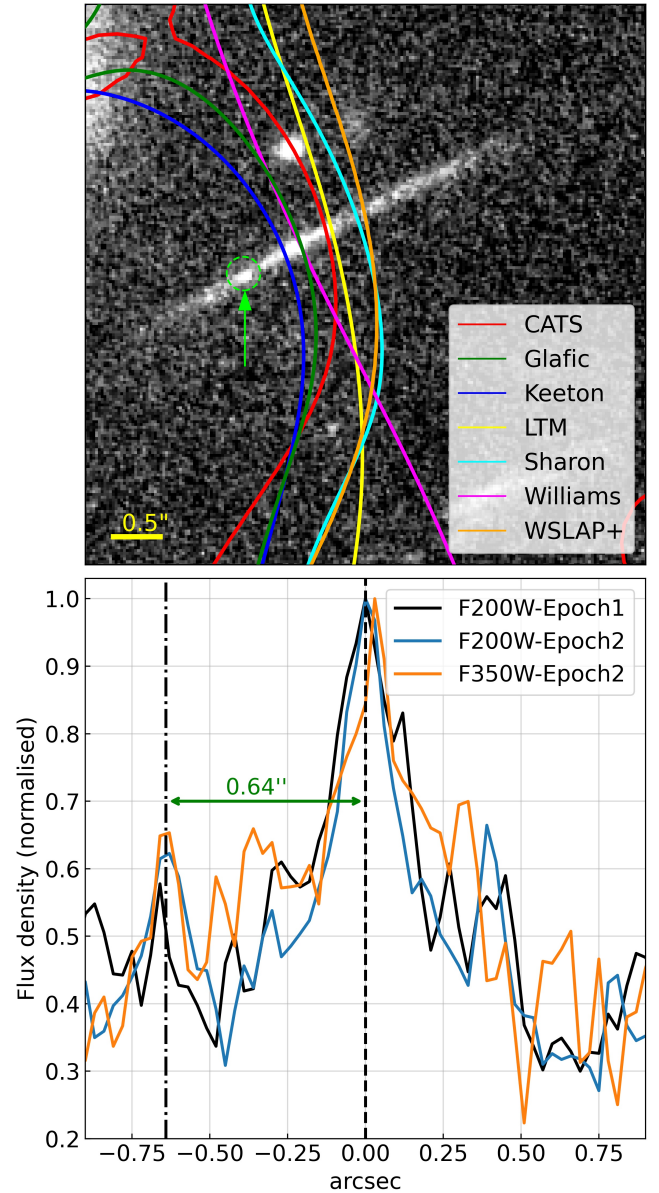 CATS
Glafic
Keeton
LTM
Sharon
Williams
WSLAP+
0.5"
1.0
0.9
0.8
0.7
0.6
0.5
0.4
0.3
0.2
Flux density (normalised)
F200W-Epoch1
F200W-Epoch2
F350W-Epoch2
0.64''
−0.75
−0.50
−0.25
0.00
0.25
0.50
0.75
arcsec